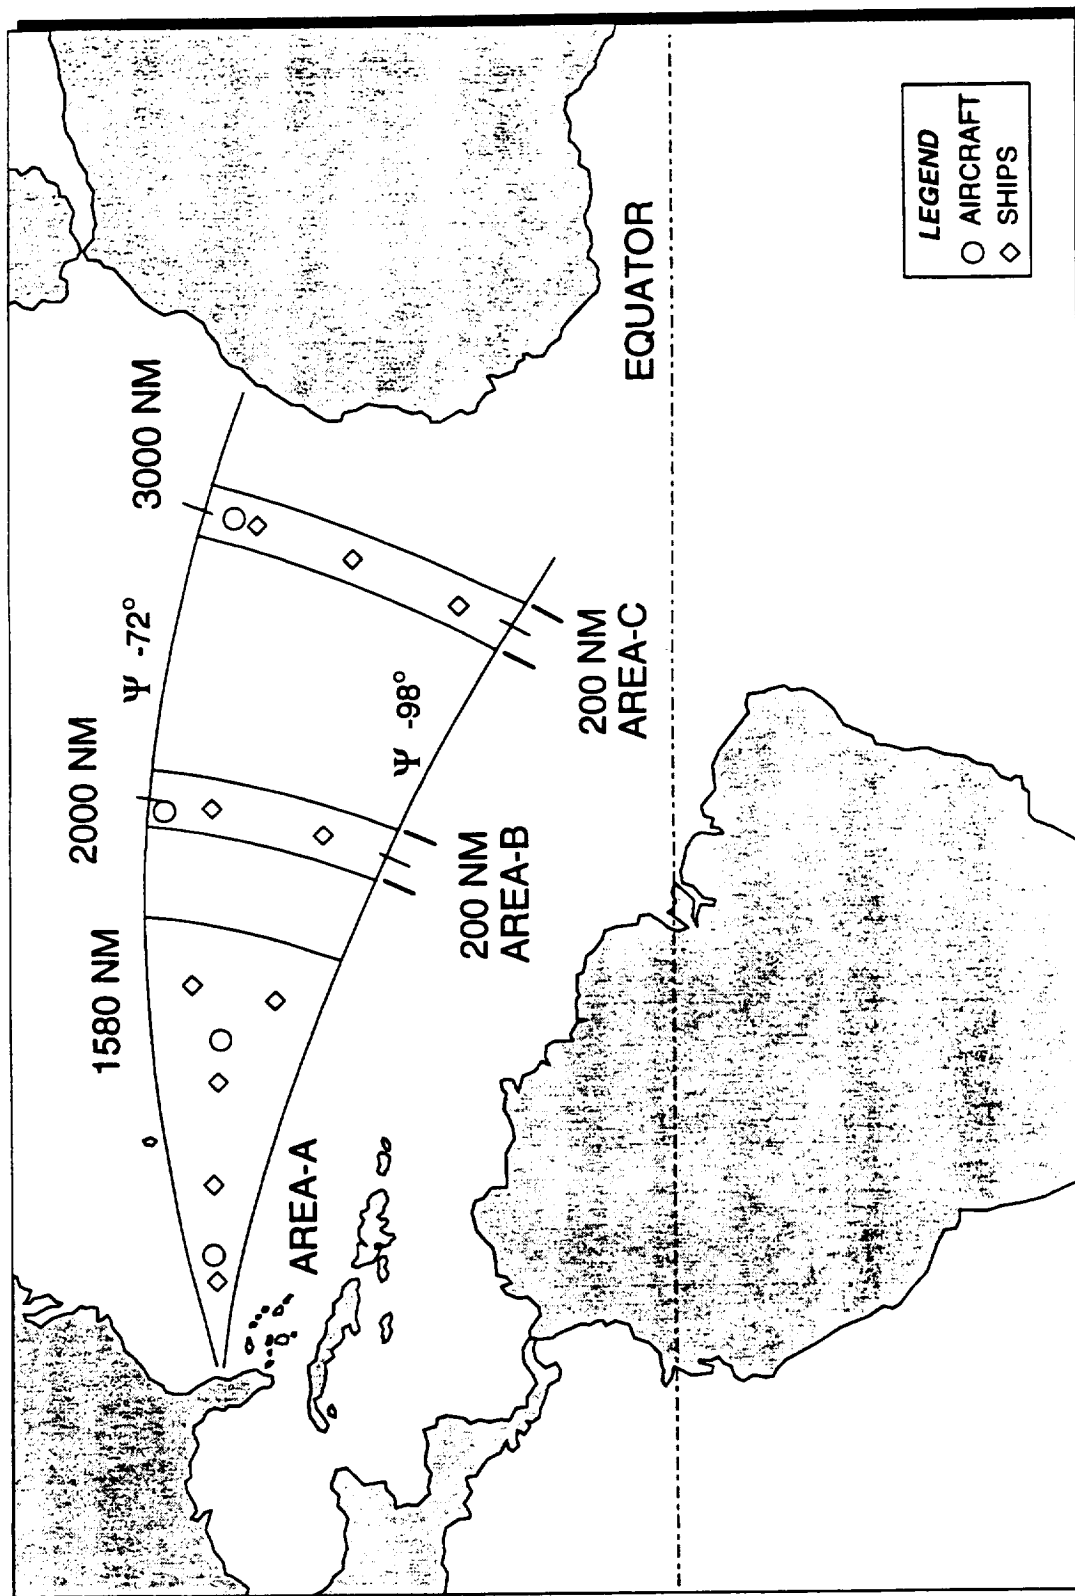 1580 NM
2000 NM
3000 NM
Ψ -72°
Ψ -98°
AREA-A
200 NM
AREA-B
200 NM
AREA-C
EQUATOR
LEGEND
○ AIRCRAFT
◇ SHIPS